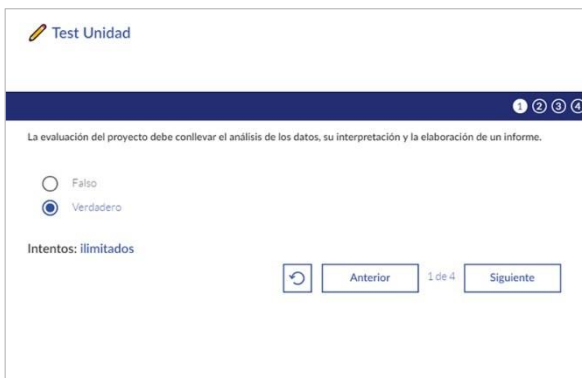 Test Unidad
1 2 3 4
La evaluación del proyecto debe conllevar el análisis de los datos, su interpretación y la elaboración de un informe.
Falso
Verdadero
Intentos: ilimitados
Anterior 1 de 4 Siguiente